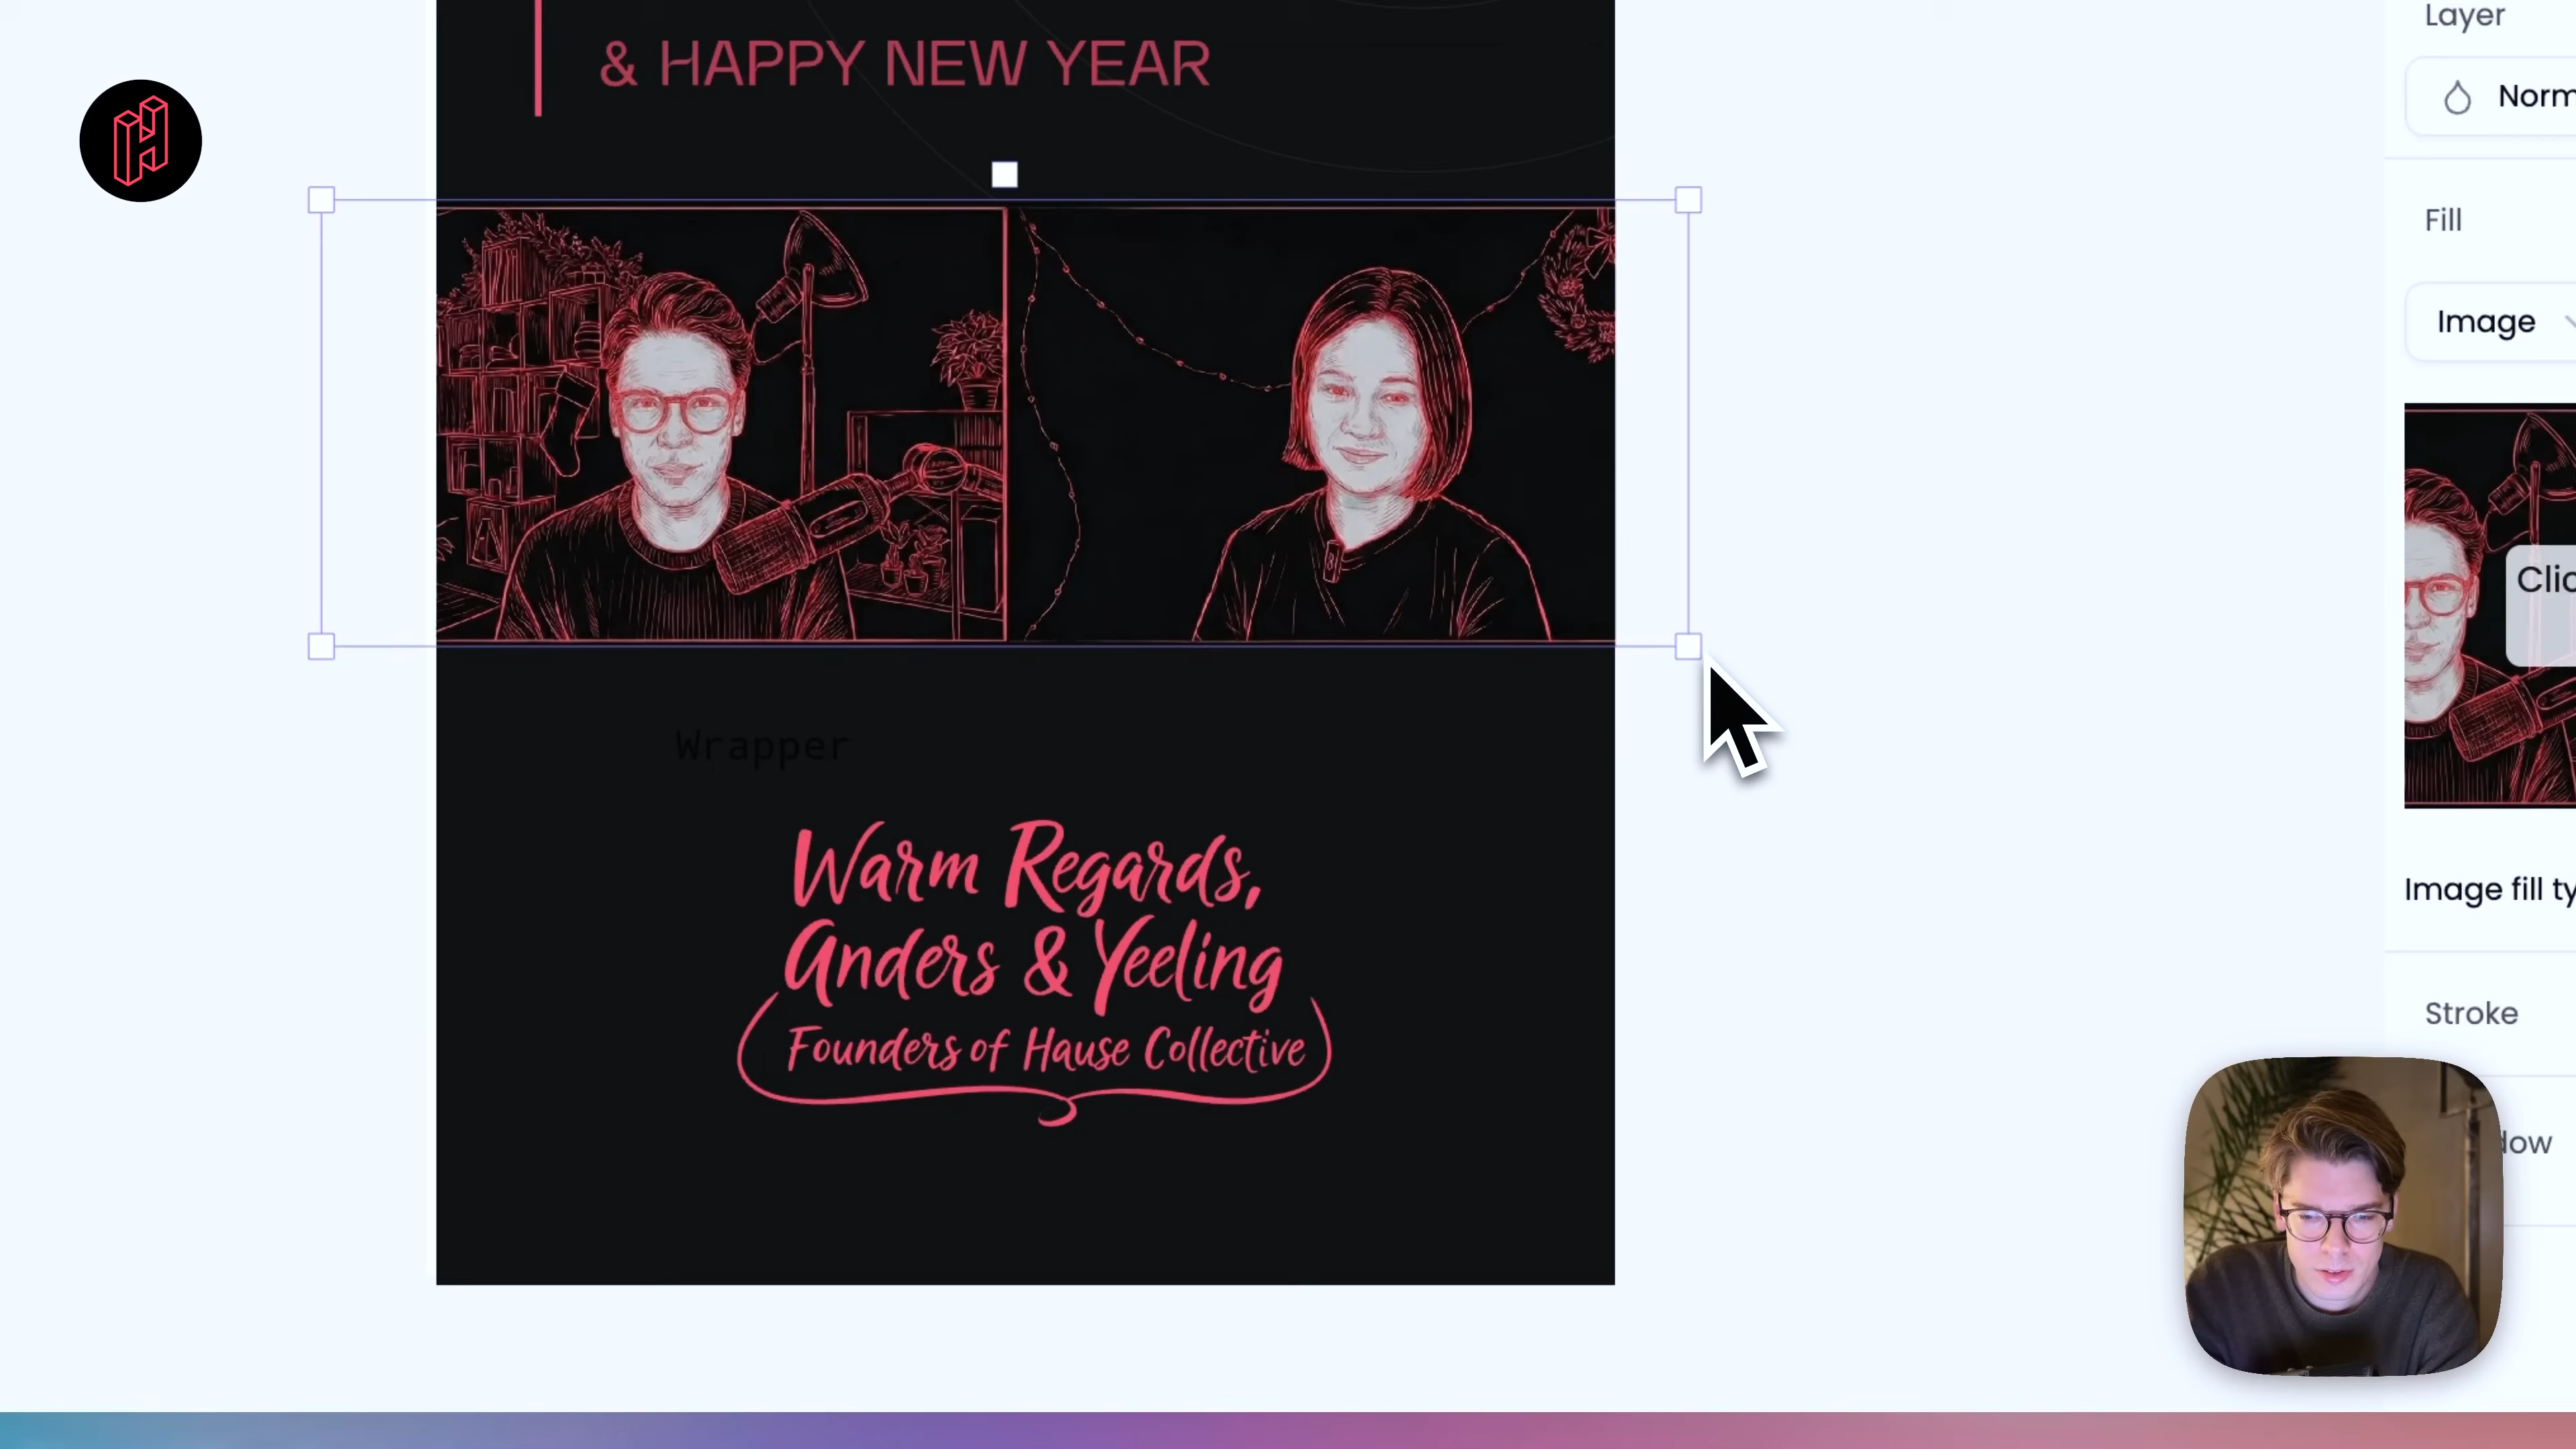 & HAPPY NEW YEAR
Wrapper
Warm Regards,
Anders & Yeeling
Founders of Hause Collective
Layer
Norm
Fill
Image
Clic
Image fill ty
Stroke
dow